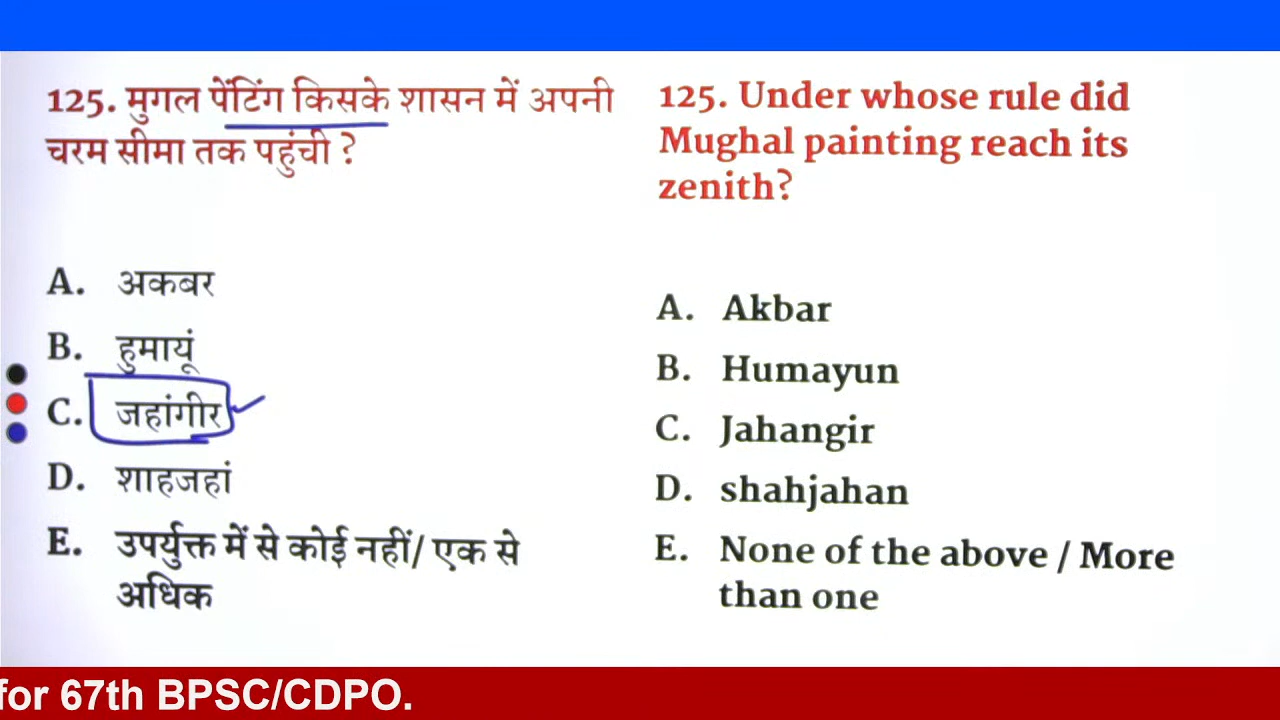 125. मुगल पेंटिंग किसके शासन में अपनी
चरम सीमा तक पहुंची ?
A. अकबर
B. हुमायूं
C. जहांगीर
D. शाहजहां
E. उपर्युक्त में से कोई नहीं/ एक से
अधिक
125. Under whose rule did
Mughal painting reach its
zenith?
A. Akbar
B. Humayun
C. Jahangir
D. shahjahan
E. None of the above / More
than one
for 67th BPSC/CDPO.